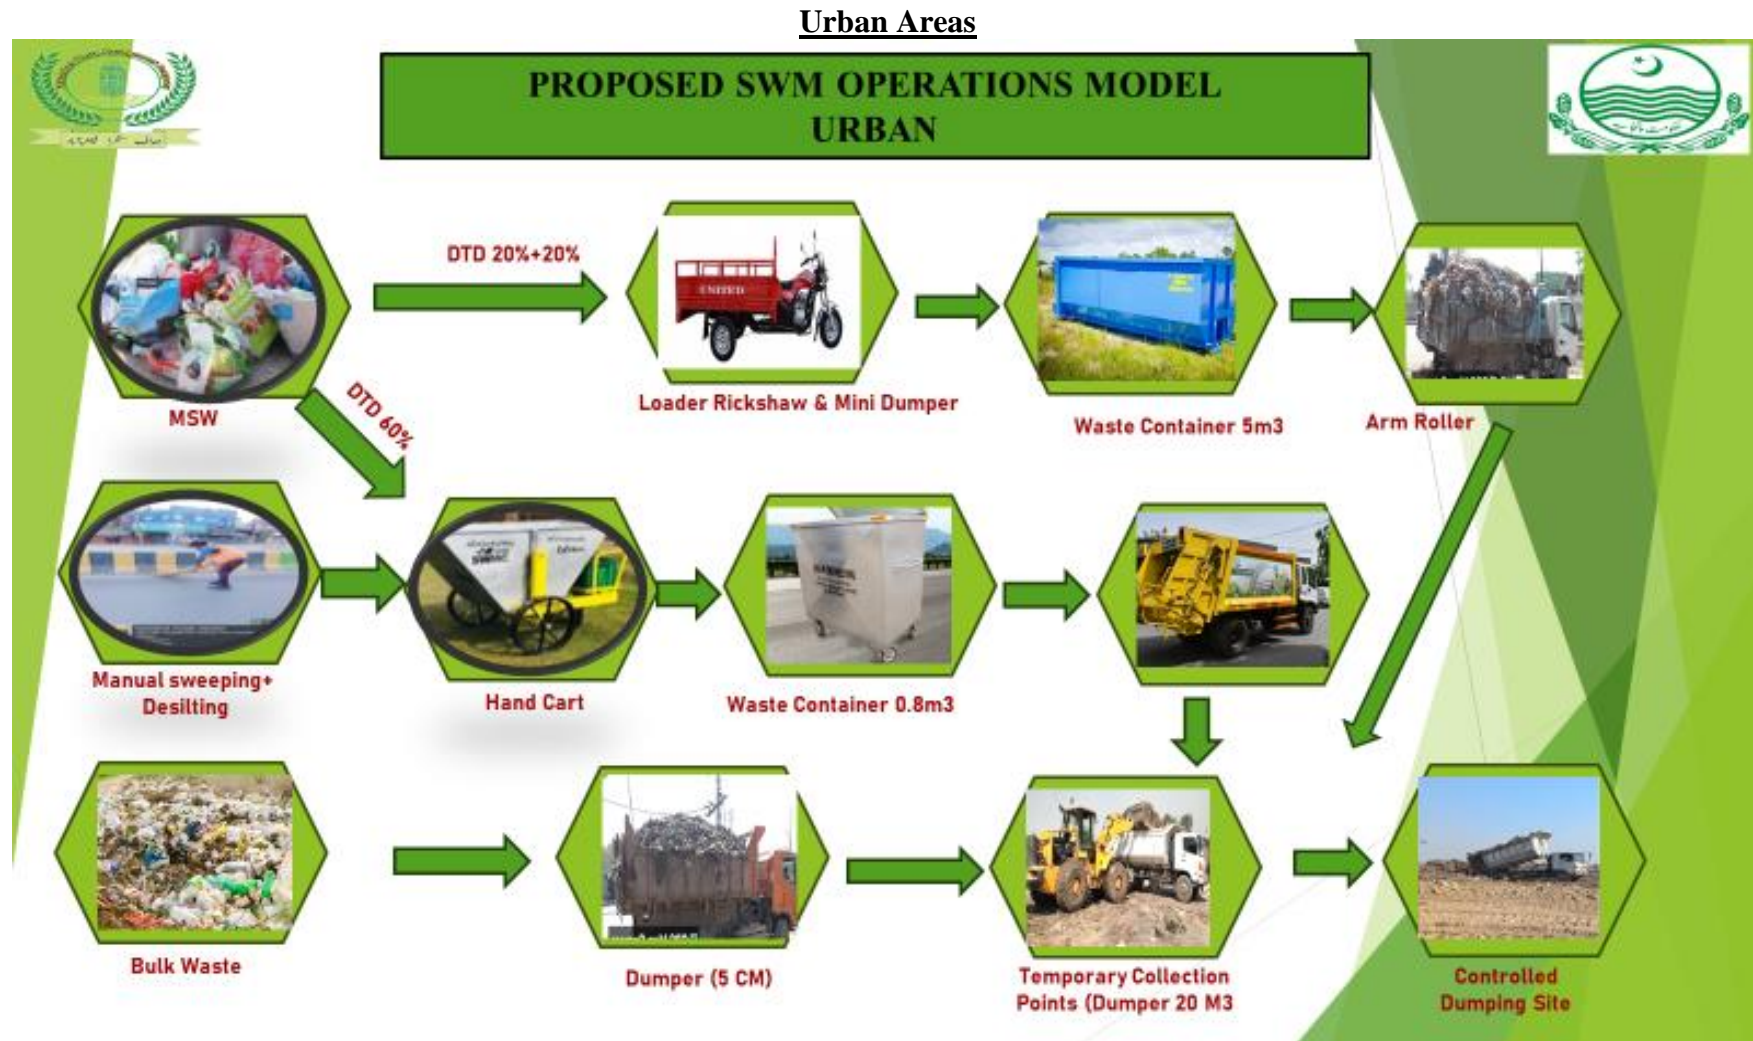 Urban Areas
PROPOSED SWM OPERATIONS MODEL
URBAN
DTD 20%+20%
UNITED
MSW
DTD 60%
Loader Rickshaw & Mini Dumper
Waste Container 5m3
Arm Roller
Manual sweeping+
Desilting
Hand Cart
Waste Container 0.8m3
Bulk Waste
Dumper (5 CM)
Temporary Collection
Points (Dumper 20 M3
Controlled
Dumping Site